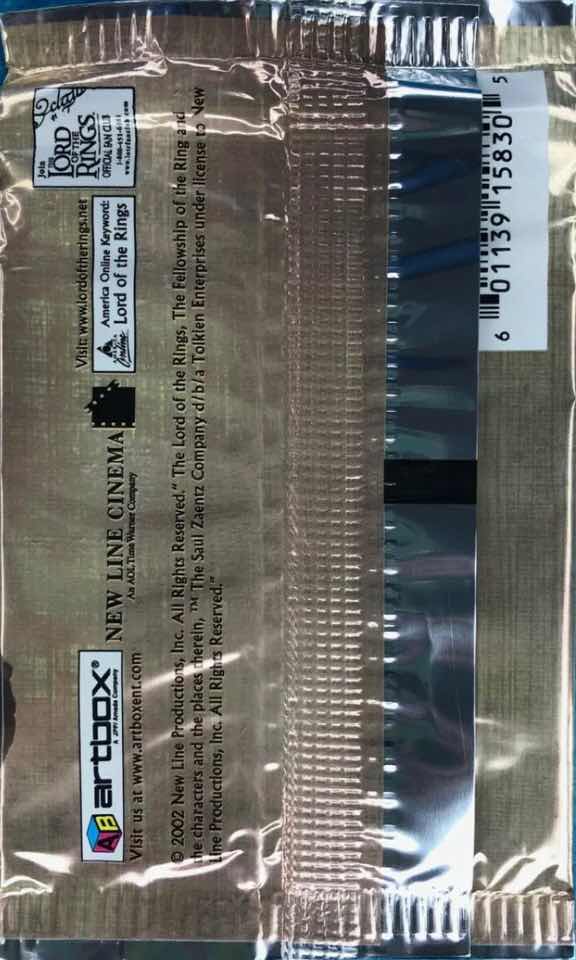 artbox®
Visit us at www.artboxent.com
NEW LINE CINEMA
An AOL Time Warner Company
Visit: www.lordoftherings.net
America Online Keyword:
Lord of the Rings
Join
THE
LORD
OF THE
RINGS
OFFICIAL FAN CLUB
© 2002 New Line Productions, Inc. All Rights Reserved." The Lord of the Rings, The Fellowship of the Ring and
the characters and the places therein, ™ The Saul Zaentz Company d/b/a Tolkien Enterprises under license to New
Line Productions, Inc. All Rights Reserved."
6 01139 15830 5